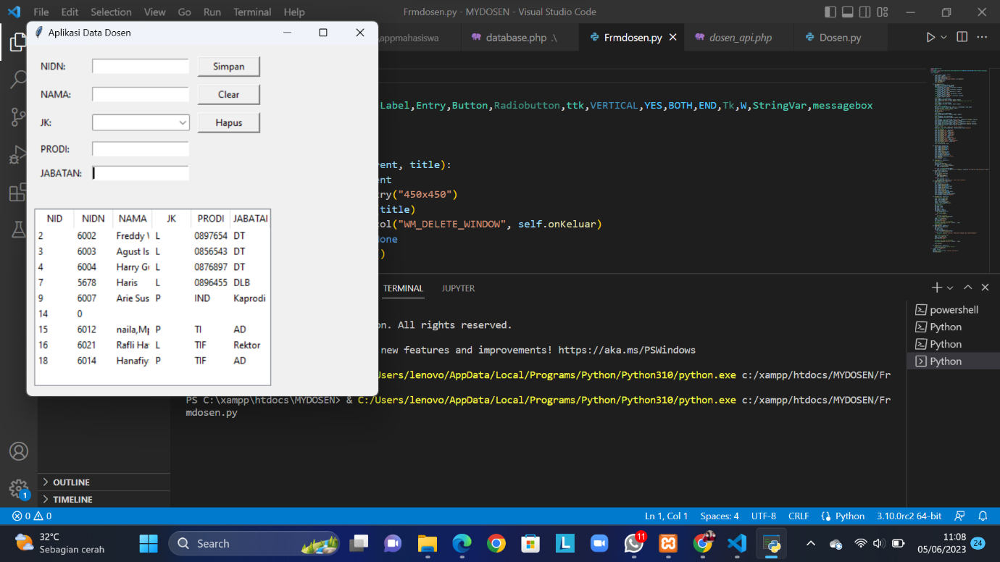 File Edit Selection View Go Run Terminal Help
Frmdosen.py - MYDOSEN - Visual Studio Code
Aplikasi Data Dosen
\appmahasiswa
database.php .\
Frmdosen.py
dosen_api.php
Dosen.py
NIDN:
Simpan
NAMA:
Clear
JK:
Hapus
PRODI:
JABATAN:
Label,Entry,Button,Radiobutton,ttk,VERTICAL,YES,BOTH,END,Tk,W,StringVar,messagebox
ent, title):
nt
ry("450x450")
title)
col("WM_DELETE_WINDOW", self.onKeluar)
one
)
NID NIDN NAMA JK PRODI JABATAI
2 6002 Freddy L 0897654 DT
3 6003 Agust Is L 0856543 DT
4 6004 Harry Gu L 0876897 DT
7 5678 Haris L 0896455 DLB
9 6007 Arie Sus P IND Kaprodi
14 0
15 6012 naila,Mp P TI AD
16 6021 Rafli Ha L TIF Rektor
18 6014 Hanafiy P TIF AD
TERMINAL JUPYTER
on. All rights reserved.
new features and improvements! https://aka.ms/PSWindows
Users/lenovo/AppData/Local/Programs/Python/Python310/python.exe c:/xampp/htdocs/MYDOSEN/Fr
PS C:\xampp\htdocs\MYDOSEN> & C:/Users/lenovo/AppData/Local/Programs/Python/Python310/python.exe c:/xampp/htdocs/MYDOSEN/Fr
mdosen.py
powershell
Python
Python
Python
OUTLINE
TIMELINE
1
0 0
Ln 1, Col 1 Spaces: 4 UTF-8 CRLF Python 3.10.0rc2 64-bit
32°C
Sebagian cerah
Search
11
11:08
05/06/2023
24